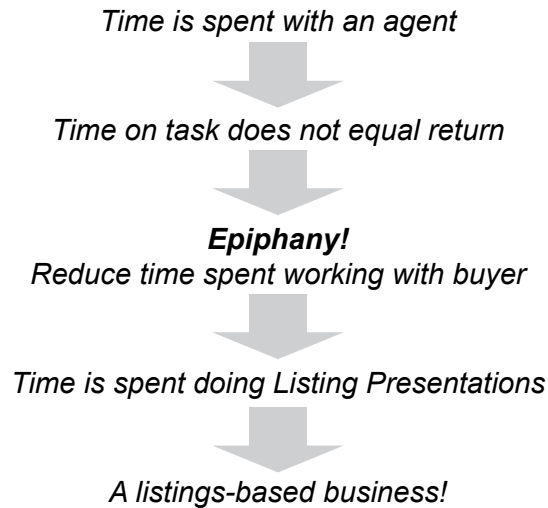 Time is spent with an agent
Time on task does not equal return
Epiphany!
Reduce time spent working with buyer
Time is spent doing Listing Presentations
A listings-based business!